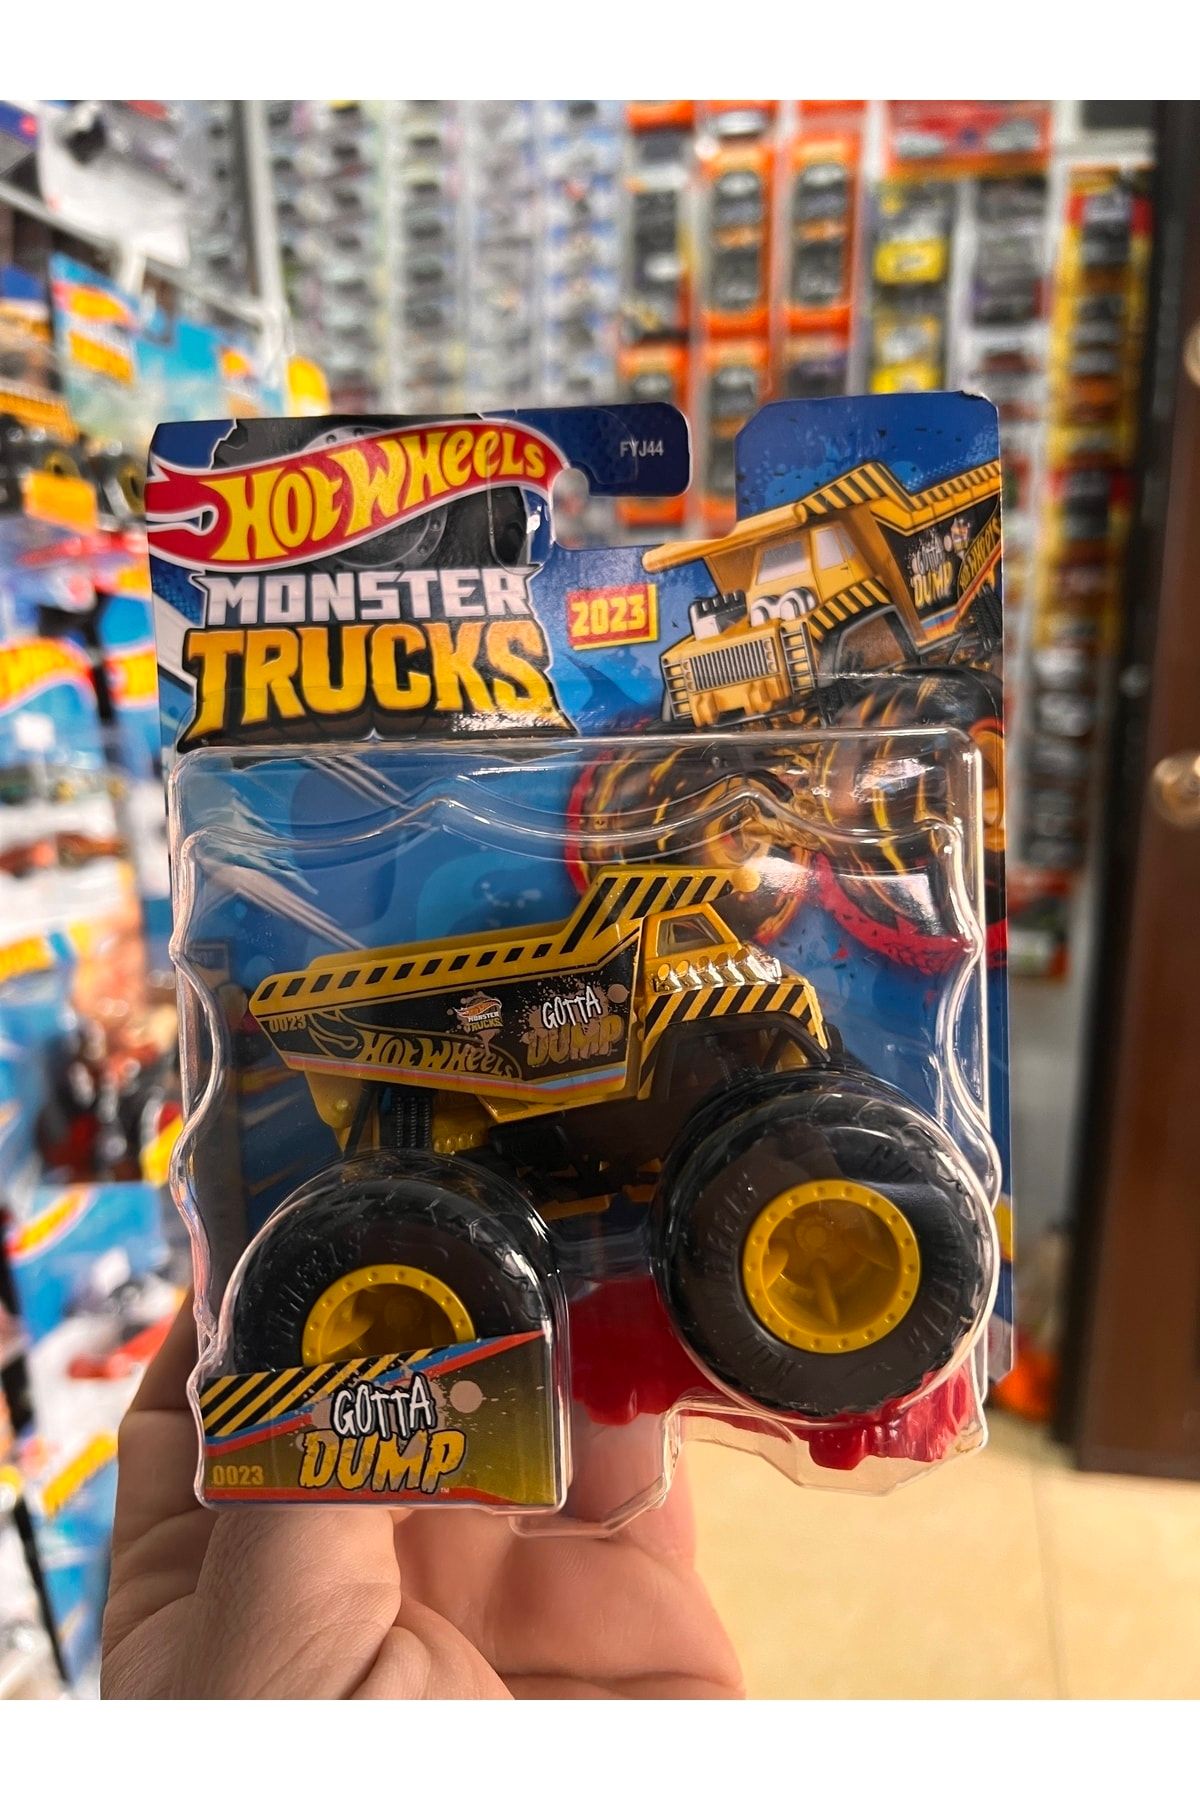 HOT WHEELS
FYJ44
MONSTER
TRUCKS
2023
GOTTA
DUMP
0023
HOT WHEELS
MONSTER
TRUCKS
GOTTA
DUMP
HOT WHEELS
GOTTA
DUMP™
0023